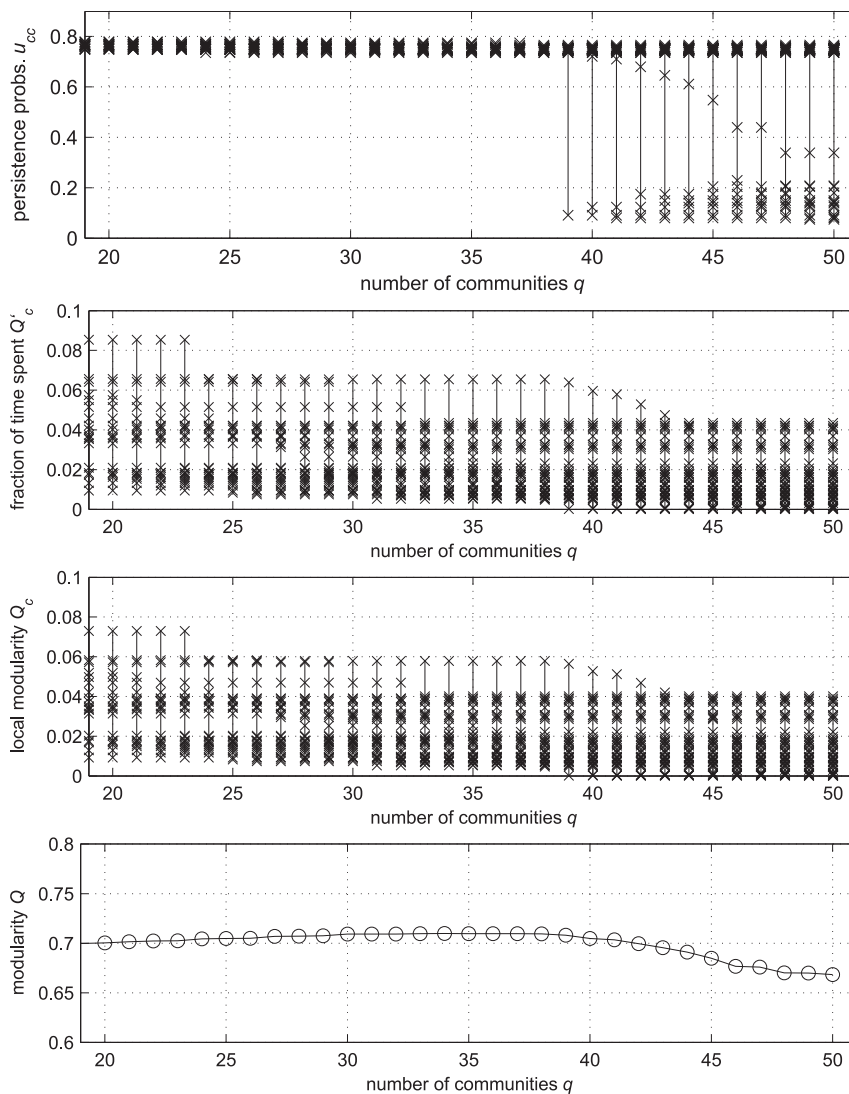 persistence probs. u_cc
0.8
0.6
0.4
0.2
0
20 25 30 35 40 45 50
number of communities q
fraction of time spent Q'_c
0.1
0.08
0.06
0.04
0.02
0
20 25 30 35 40 45 50
number of communities q
local modularity Q_c
0.1
0.08
0.06
0.04
0.02
0
20 25 30 35 40 45 50
number of communities q
modularity Q
0.8
0.75
0.7
0.65
0.6
20 25 30 35 40 45 50
number of communities q